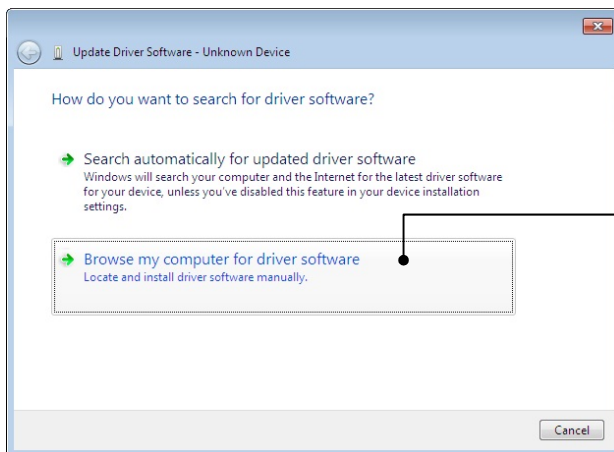 Update Driver Software - Unknown Device
How do you want to search for driver software?
Search automatically for updated driver software
Windows will search your computer and the Internet for the latest driver software
for your device, unless you've disabled this feature in your device installation
settings.
Browse my computer for driver software
Locate and install driver software manually.
Cancel